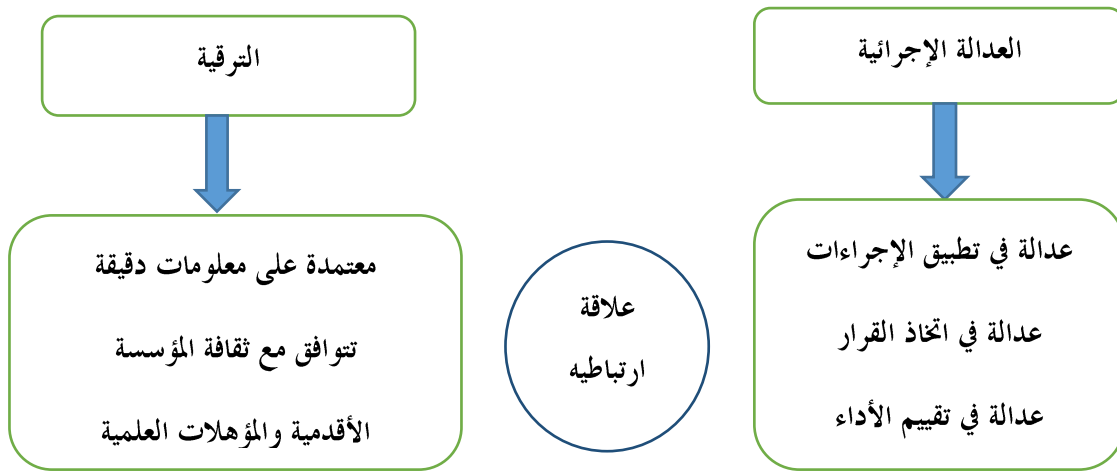 العدالة الإجرائية
الترقية
عدالة في تطبيق الإجراءات
عدالة في اتخاذ القرار
عدالة في تقييم الأداء
علاقة
ارتباطيه
معتمدة على معلومات دقيقة
تتوافق مع ثقافة المؤسسة
الأقدمية والمؤهلات العلمية